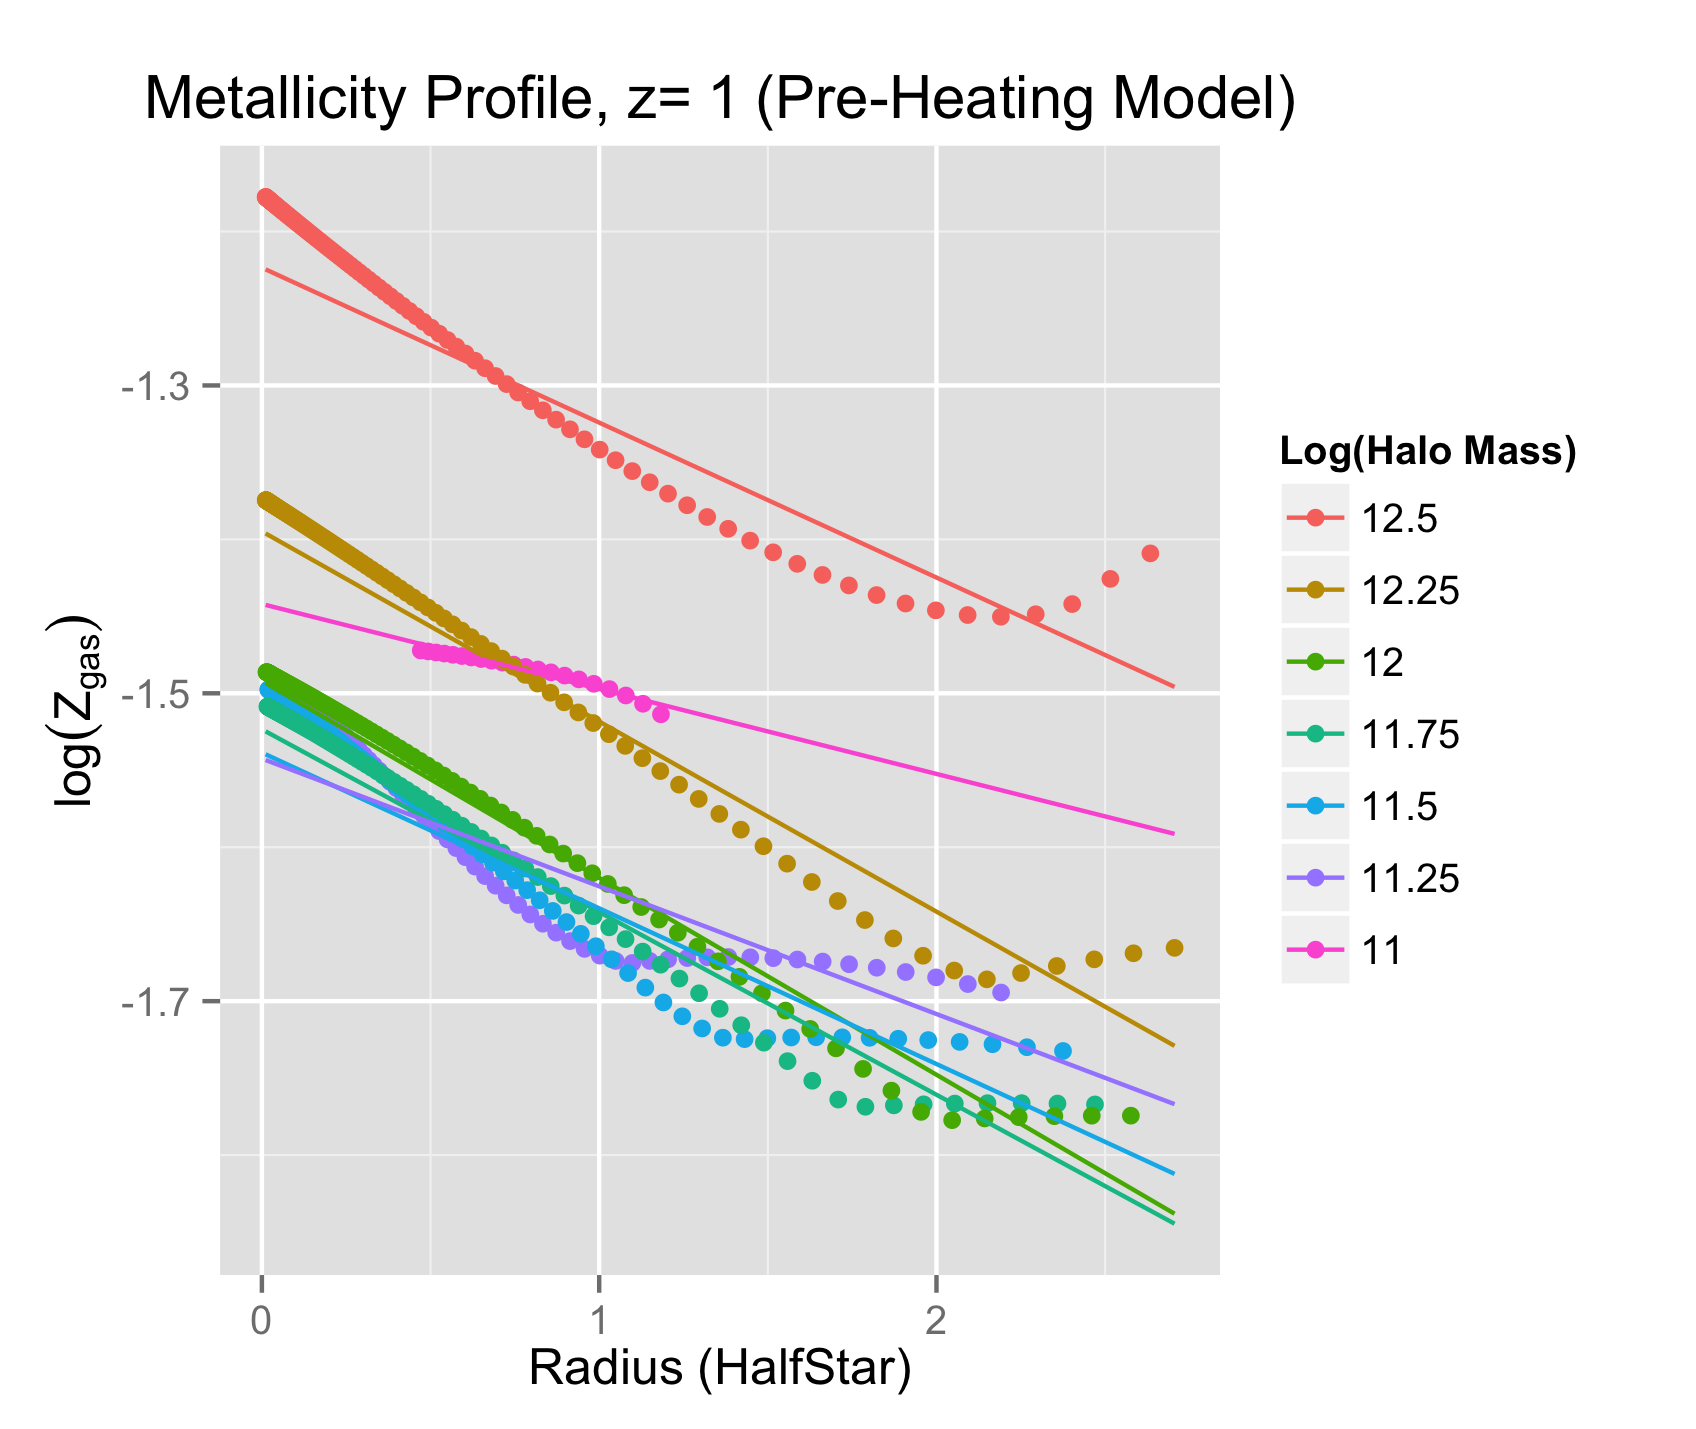 Metallicity Profile, z= 1 (Pre-Heating Model)
log(Zgas)
-1.3
-1.5
-1.7
0 1 2
Radius (HalfStar)
Log(Halo Mass)
12.5
12.25
12
11.75
11.5
11.25
11